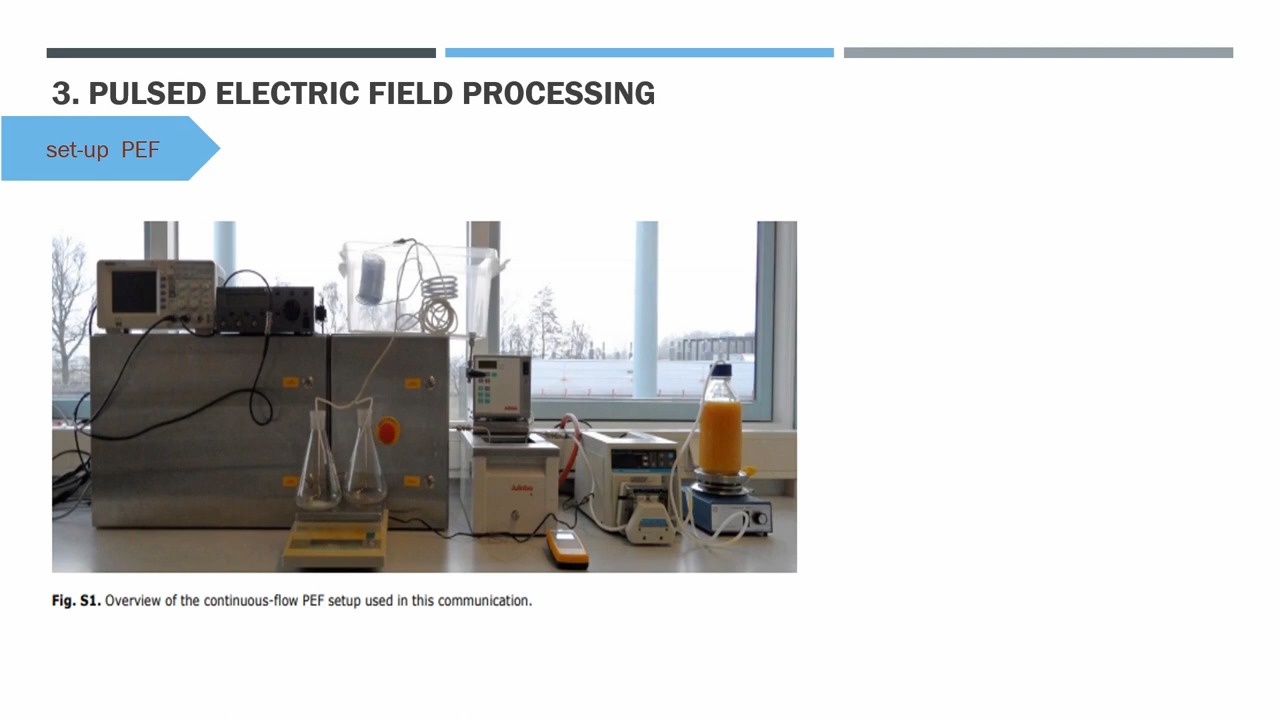 3. PULSED ELECTRIC FIELD PROCESSING
set-up PEF
julabo
Fig. S1. Overview of the continuous-flow PEF setup used in this communication.